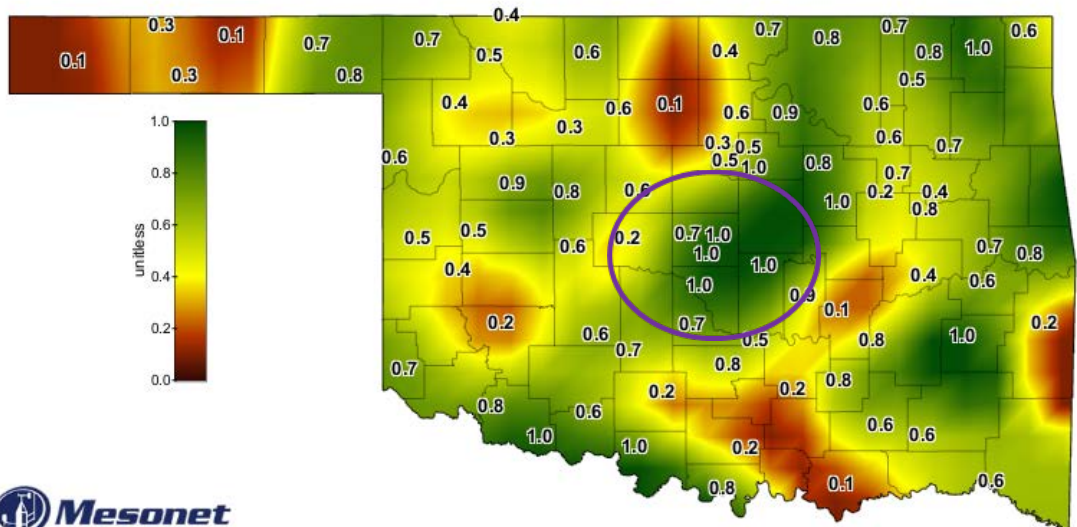 0.4
0.3 0.7 0.7 0.6
0.1 0.7 0.7 0.5 0.6 0.4 0.8 0.8 1.0
0.1 0.3 0.8 0.5
0.4 0.6 0.1 0.6 0.9 0.6
1.0 0.3 0.3 0.3 0.5 0.6 0.7
0.6 0.5 1.0 0.8 0.7
0.8 0.9 0.8 0.6 0.2 0.4
0.6 0.5 0.5 0.2 0.7 1.0 1.0 0.8
unitless 0.6 1.0 0.7 0.8
0.4 0.4 1.0 1.0 0.4 0.6
0.2 0.2 0.7 0.9 0.1 0.2
0.0 0.6 0.5 0.8 1.0
0.7 0.7 0.8 0.8
0.8 0.6 0.2 0.2 0.6
1.0 1.0 0.2 0.6
0.8 0.1 0.6
Mesonet